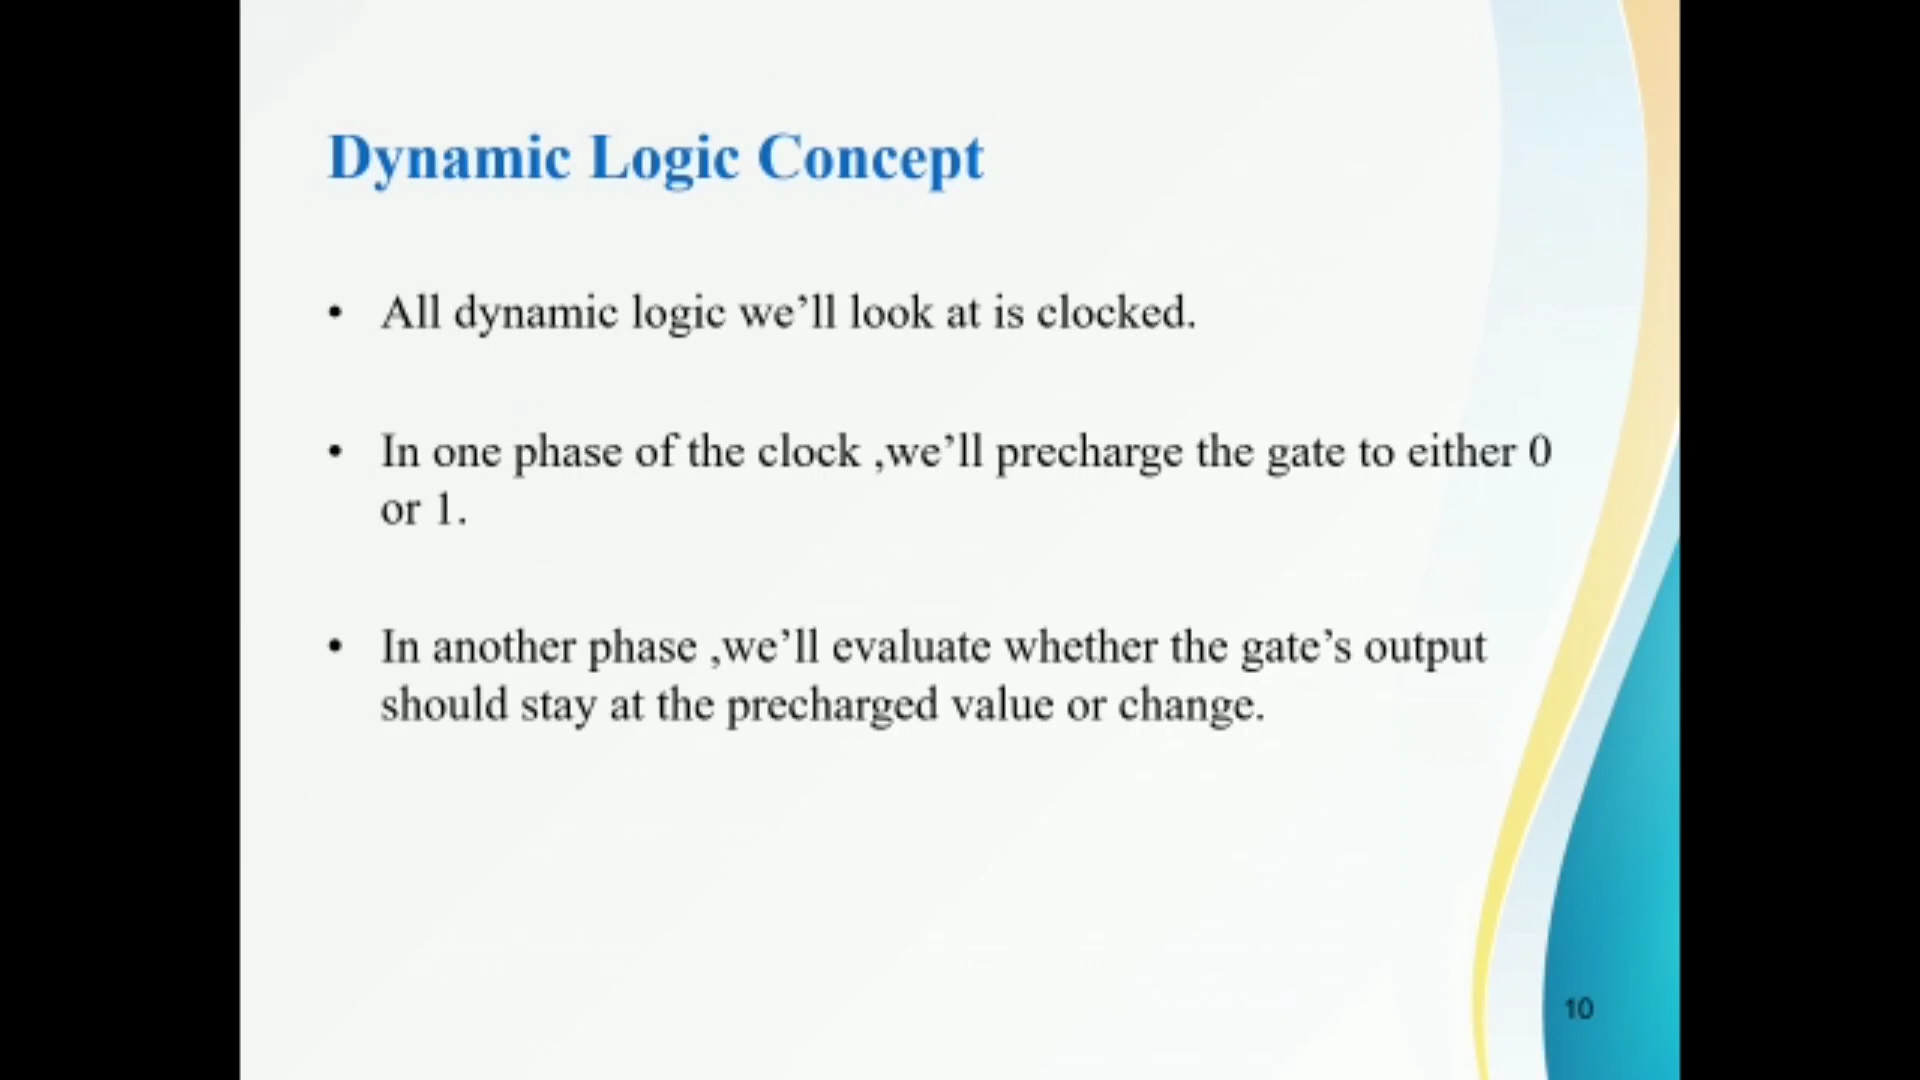 Dynamic Logic Concept
• All dynamic logic we’ll look at is clocked.
• In one phase of the clock ,we’ll precharge the gate to either 0
or 1.
• In another phase ,we’ll evaluate whether the gate’s output
should stay at the precharged value or change.
10